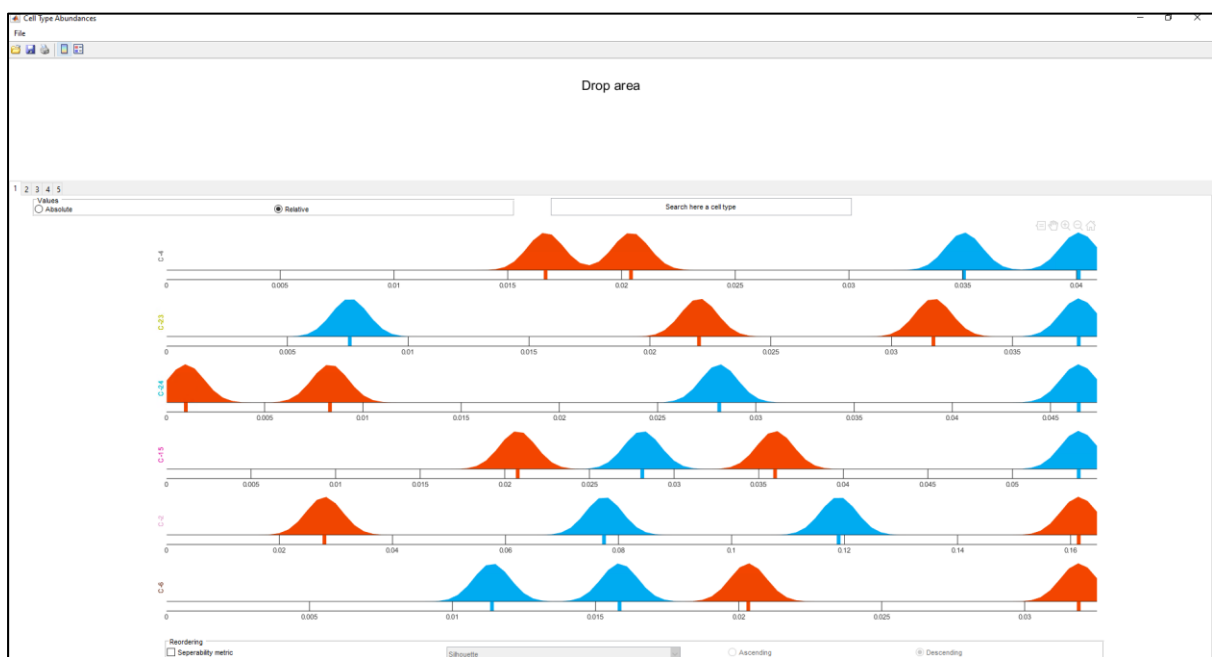 Cell Type Abundances
File
Drop area
1 2 3 4 5
Values
Absolute Relative Search here a cell type
C-4
0 0.005 0.01 0.015 0.02 0.025 0.03 0.035 0.04
C-23
0 0.005 0.01 0.015 0.02 0.025 0.03 0.035
C-24
0 0.005 0.01 0.015 0.02 0.025 0.03 0.035 0.04 0.045
C-15
0 0.005 0.01 0.015 0.02 0.025 0.03 0.035 0.04 0.045 0.05
C-2
0 0.02 0.04 0.06 0.08 0.1 0.12 0.14 0.16
C-6
0 0.005 0.01 0.015 0.02 0.025 0.03
Reordering
Seperability metric Silhouette Ascending Descending